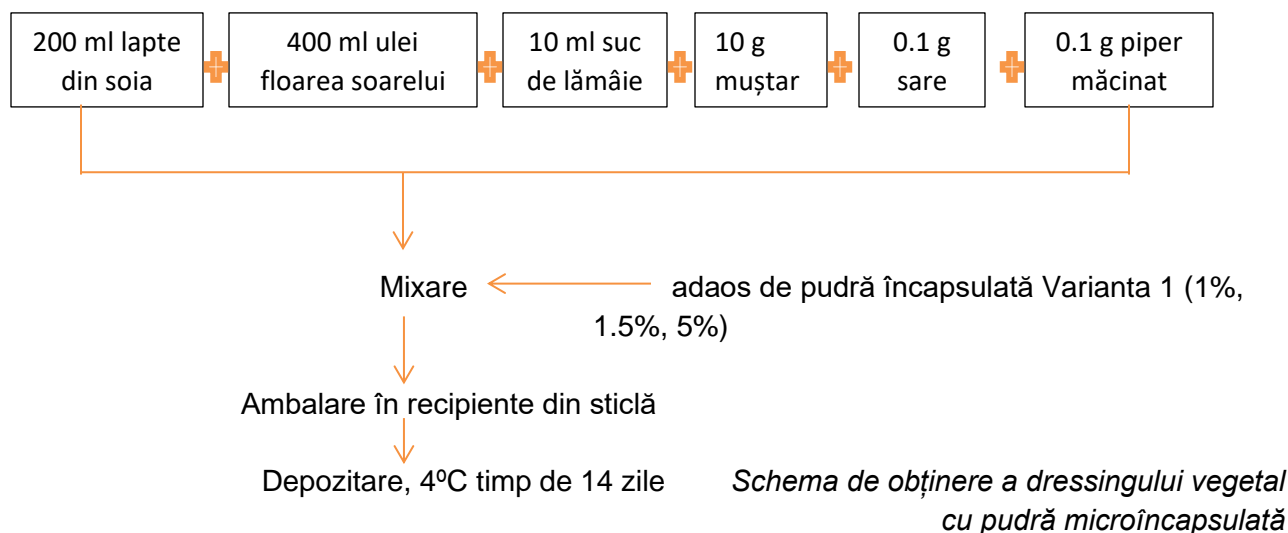 200 ml lapte
din soia
400 ml ulei
floarea soarelui
10 ml suc
de lămâie
10 g
muștar
0.1 g
sare
0.1 g piper
măcinat
Mixare
adaos de pudră încapsulată Varianta 1 (1%,
1.5%, 5%)
Ambalare în recipiente din sticlă
Depozitare, 4ºC timp de 14 zile
Schema de obținere a dressingului vegetal
cu pudră microîncapsulată